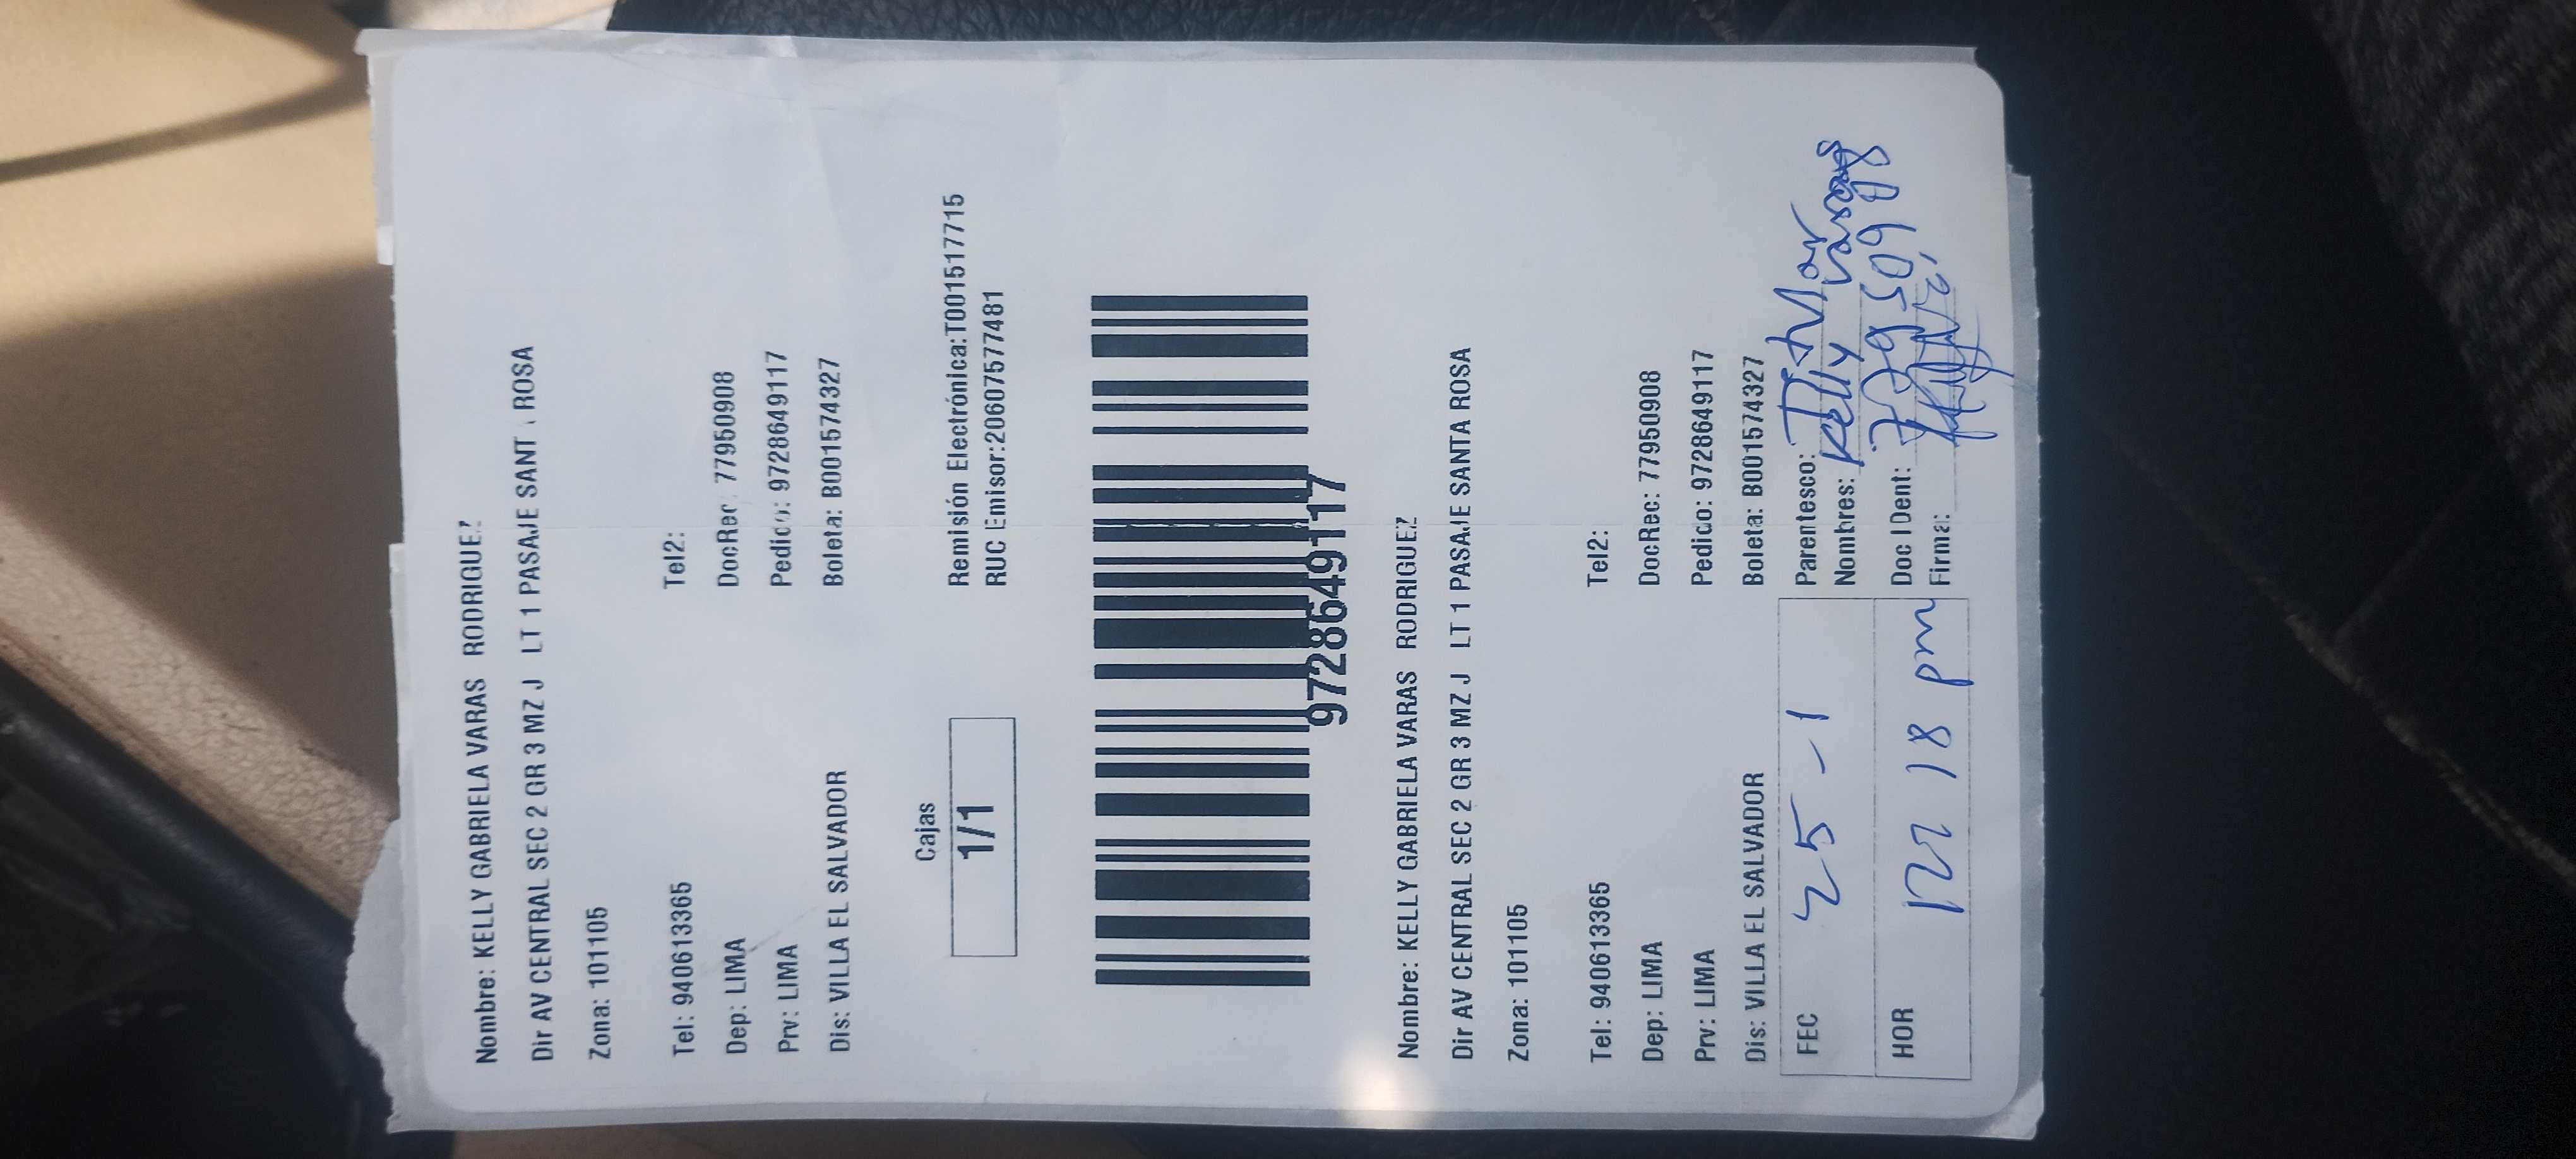 Nombre: KELLY GABRIELA VARAS RODRIGUEZ
Dir AV CENTRAL SEC 2 GR 3 MZ J LT 1 PASAJE SANT ROSA
Zona: 101105
Tel: 940613365 Tel2:
Dep: LIMA DocRec: 77950908
Prv: LIMA Pedido: 9728649117
Dis: VILLA EL SALVADOR Boleta: B001574327
Cajas
1/1
Remisión Electrónica:T001517715
RUC Emisor:20607577481
9728649117
Nombre: KELLY GABRIELA VARAS RODRIGUEZ
Dir AV CENTRAL SEC 2 GR 3 MZ J LT 1 PASAJE SANTA ROSA
Zona: 101105
Tel: 940613365 Tel2:
Dep: LIMA DocRec: 77950908
Prv: LIMA Pedido: 9728649117
Dis: VILLA EL SALVADOR Boleta: B001574327
FEC 25-1 Parentesco: Titular
Nombres: Kelly Varas
HOR 12 18 pm Doc IDent: 77950908
Firma: